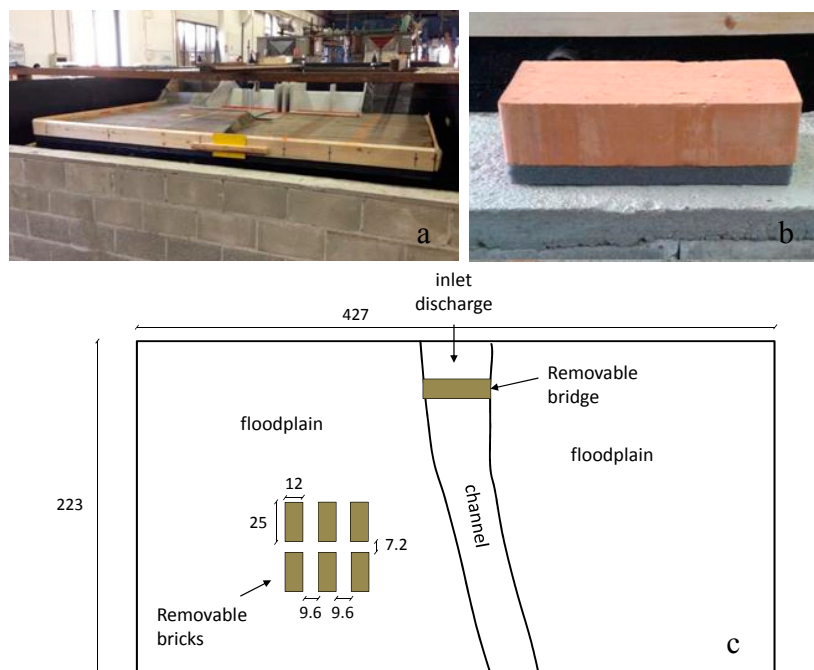 a
b
inlet
discharge
427
Removable
bridge
floodplain
floodplain
12
25
223
channel
7.2
9.6 9.6
Removable
bricks
c